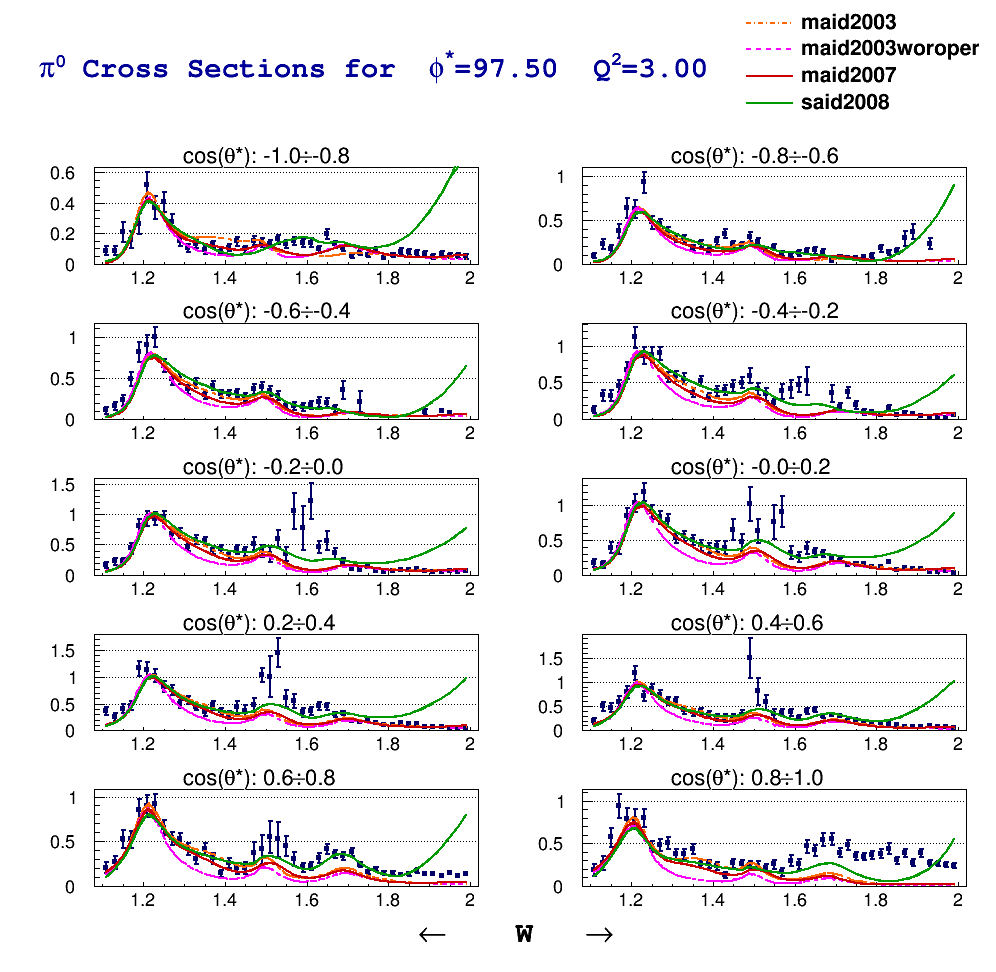 maid2003
maid2003woroper
maid2007
said2008
π⁰ Cross Sections for ϕ*=97.50 Q²=3.00
cos(θ*): -1.0÷-0.8
0.6
0.4
0.2
0
1.2 1.4 1.6 1.8 2
cos(θ*): -0.8÷-0.6
1
0.5
0
1.2 1.4 1.6 1.8 2
cos(θ*): -0.6÷-0.4
1
0.5
0
1.2 1.4 1.6 1.8 2
cos(θ*): -0.4÷-0.2
1
0.5
0
1.2 1.4 1.6 1.8 2
cos(θ*): -0.2÷0.0
1.5
1
0.5
0
1.2 1.4 1.6 1.8 2
cos(θ*): -0.0÷0.2
1
0.5
0
1.2 1.4 1.6 1.8 2
cos(θ*): 0.2÷0.4
1.5
1
0.5
0
1.2 1.4 1.6 1.8 2
cos(θ*): 0.4÷0.6
1.5
1
0.5
0
1.2 1.4 1.6 1.8 2
cos(θ*): 0.6÷0.8
1
0.5
0
1.2 1.4 1.6 1.8 2
cos(θ*): 0.8÷1.0
1
0.5
0
1.2 1.4 1.6 1.8 2
← W →